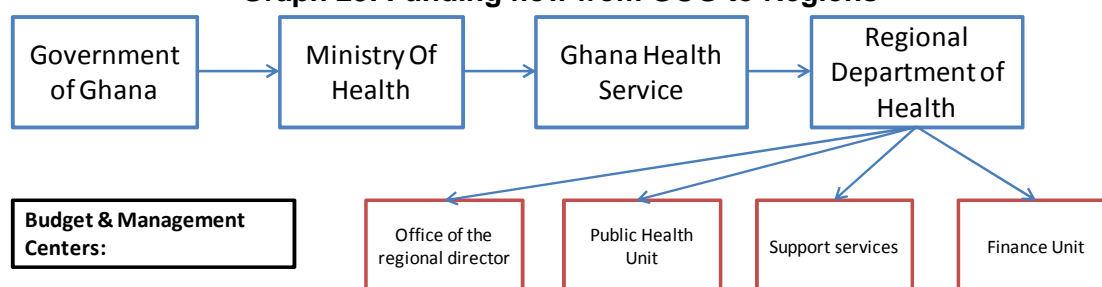 Graph Funding flow from GOG to Regions
Government
of Ghana
Ministry Of
Health
Ghana Health
Service
Regional
Department of
Health
Budget & Management
Centers:
Office of the
regional director
Public Health
Unit
Support services
Finance Unit